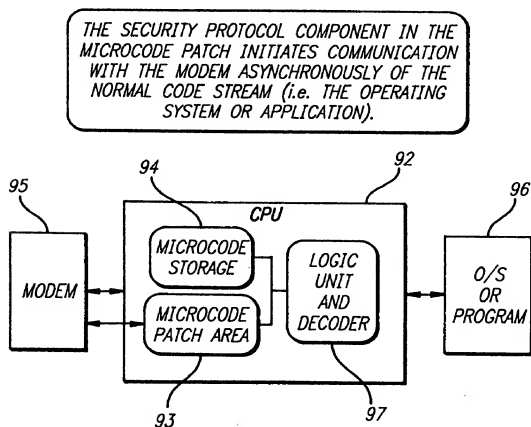 THE SECURITY PROTOCOL COMPONENT IN THE
MICROCODE PATCH INITIATES COMMUNICATION
WITH THE MODEM ASYNCHRONOUSLY OF THE
NORMAL CODE STREAM (i.e. THE OPERATING
SYSTEM OR APPLICATION).
95
94
92
96
CPU
MODEM
MICROCODE
STORAGE
MICROCODE
PATCH AREA
LOGIC
UNIT
AND
DECODER
O/S
OR
PROGRAM
93
97